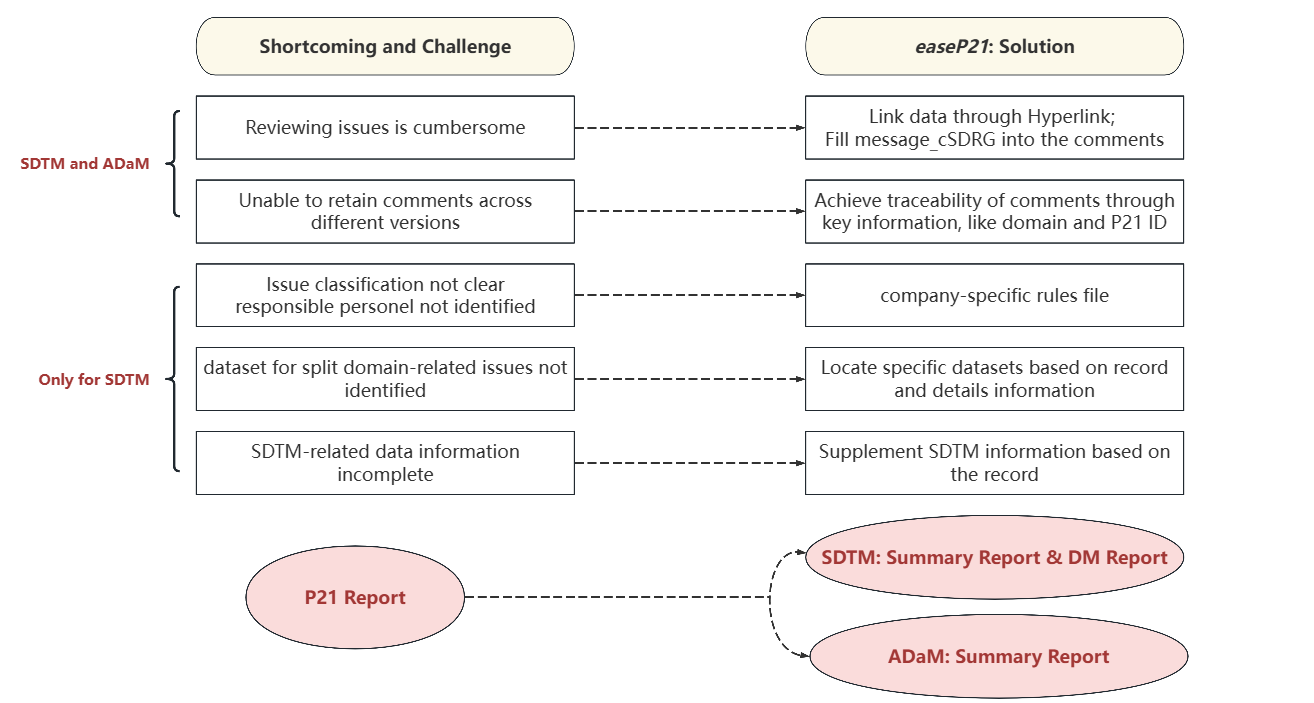 Shortcoming and Challenge
easeP21: Solution
SDTM and ADaM
Reviewing issues is cumbersome
Link data through Hyperlink;
Fill message_cSDRG into the comments
Unable to retain comments across
different versions
Achieve traceability of comments through
key information, like domain and P21 ID
Only for SDTM
Issue classification not clear
responsible personel not identified
company-specific rules file
dataset for split domain-related issues not
identified
Locate specific datasets based on record
and details information
SDTM-related data information
incomplete
Supplement SDTM information based on
the record
P21 Report
SDTM: Summary Report & DM Report
ADaM: Summary Report